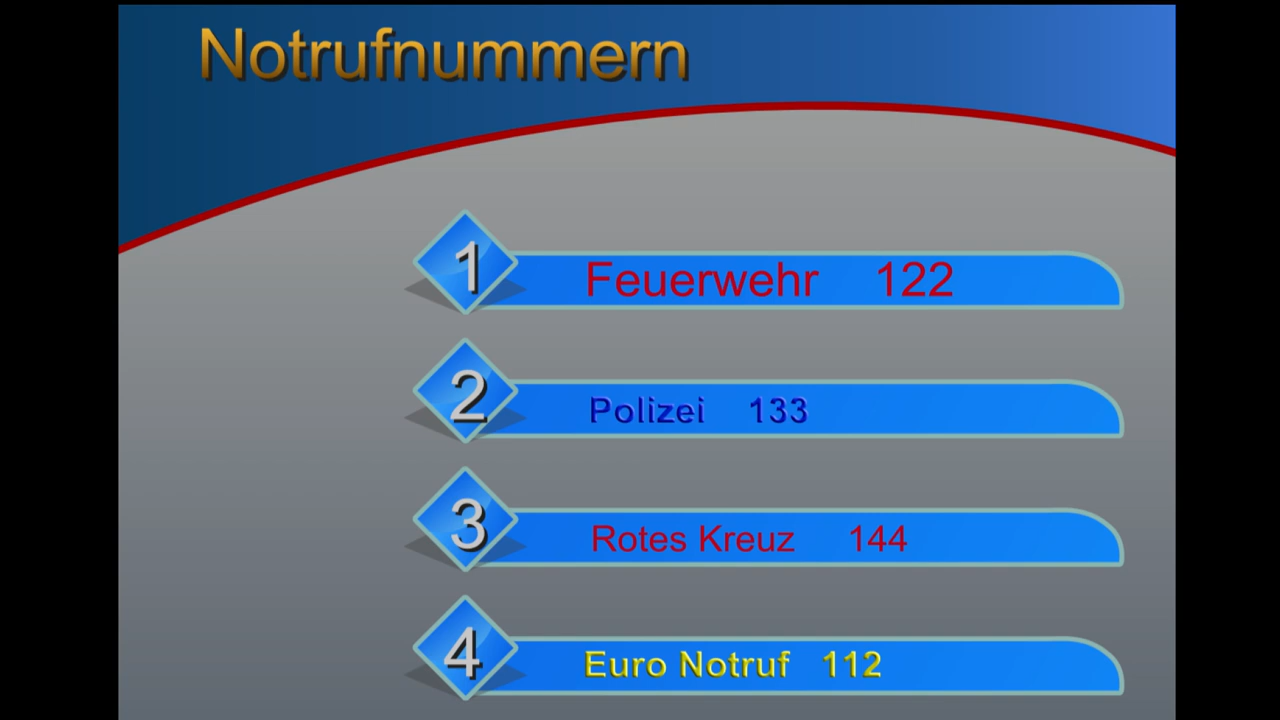 Notrufnummern
1 Feuerwehr 122
2 Polizei 133
3 Rotes Kreuz 144
4 Euro Notruf 112